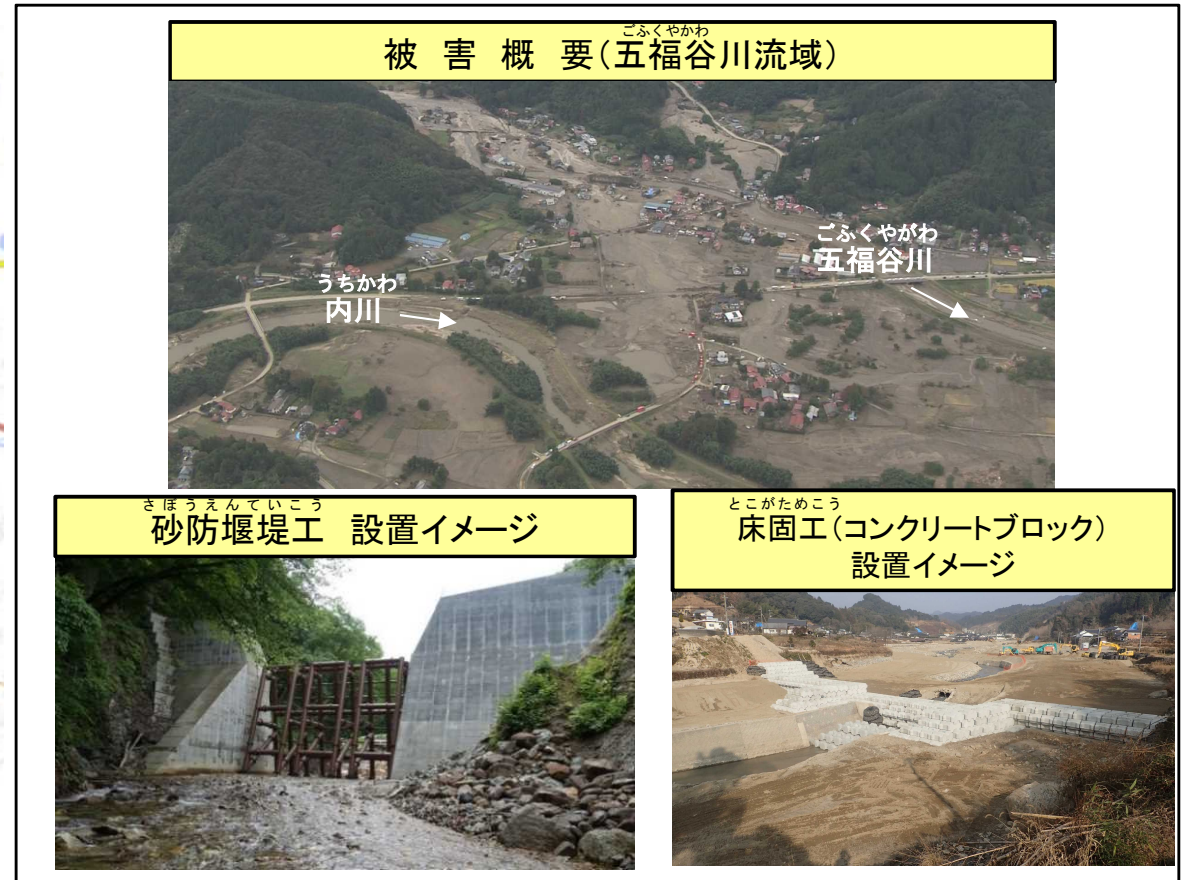 ごふくやかわ
被 害 概 要(五福谷川流域)
ごふくやがわ
五福谷川
うちかわ
内川
さぼうえんていこう
砂防堰堤工 設置イメージ
とこがためこう
床固工(コンクリートブロック)
設置イメージ